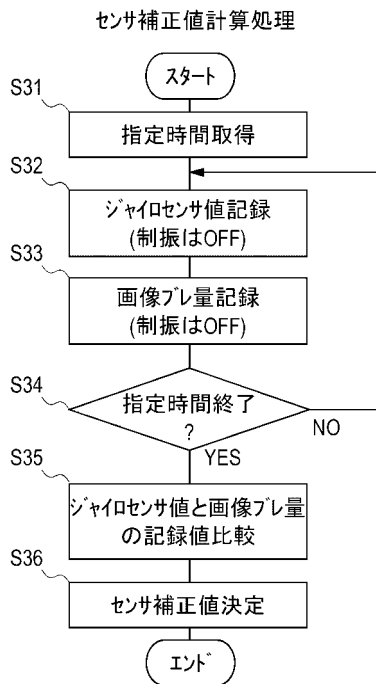 センサ補正値計算処理
スタート
S31
指定時間取得
S32
ジャイロセンサ値記録
(制振はOFF)
S33
画像ブレ量記録
(制振はOFF)
S34
指定時間終了
?
NO
YES
S35
ジャイロセンサ値と画像ブレ量
の記録値比較
S36
センサ補正値決定
エンド